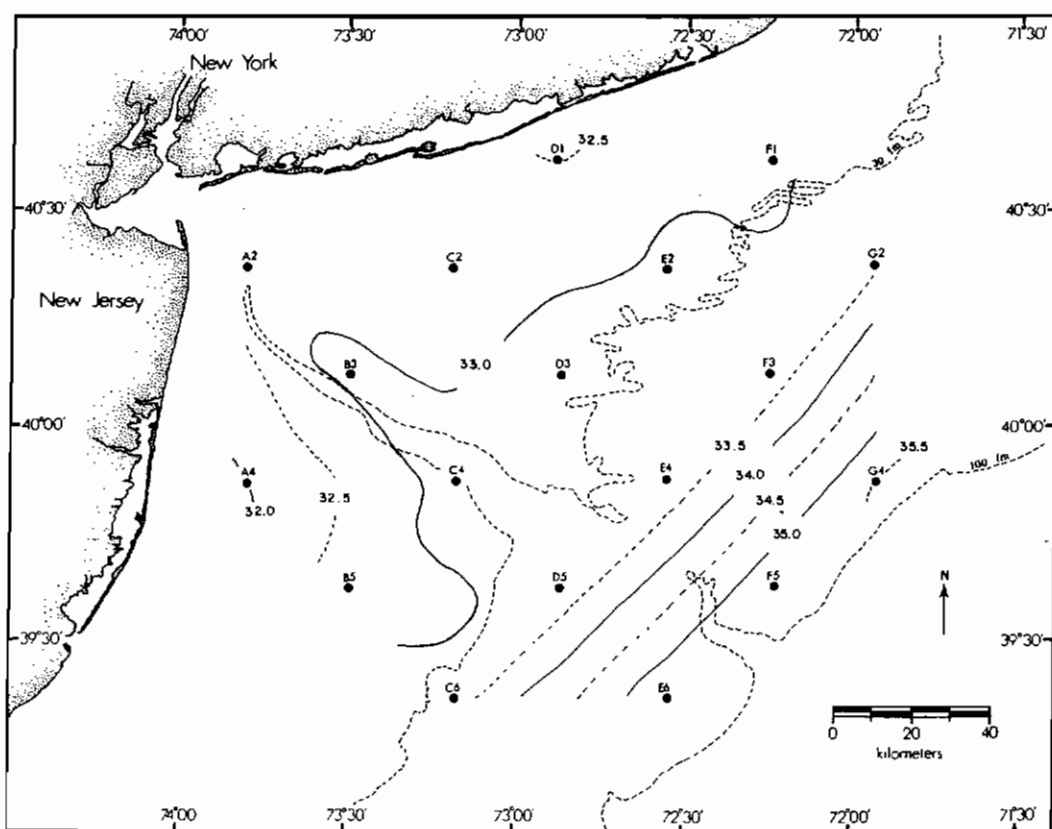 74°00' 73°30' 73°00' 72°30' 72°00' 71°30'
New York
D1 32.5 F1
30 fm
40°30' 40°30'
A2 C2 E2 G2
New Jersey
33.0
B3 D3 F3
40°00' 40°00'
33.5 35.5
100 fm
34.0
A4 C4 E4 G4
32.5 34.5
32.0
35.0
B5 D5 F5
N
39°30' 39°30'
C6 E6
0 20 40
kilometers
74°00' 73°30' 73°00' 72°30' 72°00' 71°30'